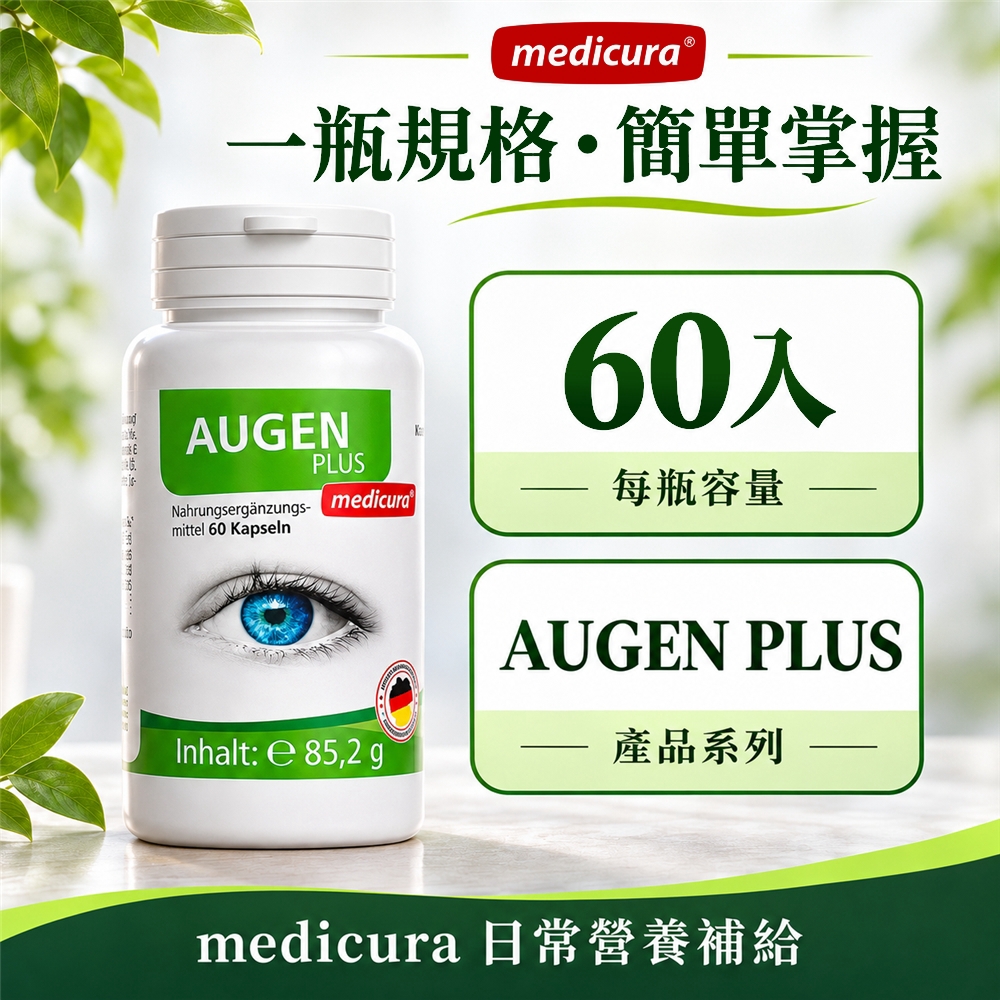 medicura®
一瓶規格·簡單掌握
60入
每瓶容量
AUGEN PLUS
產品系列
AUGEN
PLUS
medicura®
Nahrungsergänzungs-
mittel 60 Kapseln
Inhalt: ℮ 85,2 g
medicura 日常營養補給